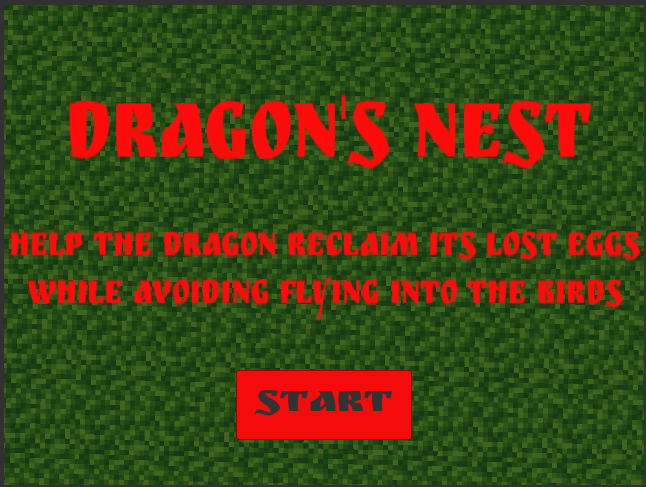 DRAGON'S NEST
HELP THE DRAGON RECLAIM ITS LOST EGGS
WHILE AVOIDING FLYING INTO THE BIRDS
START